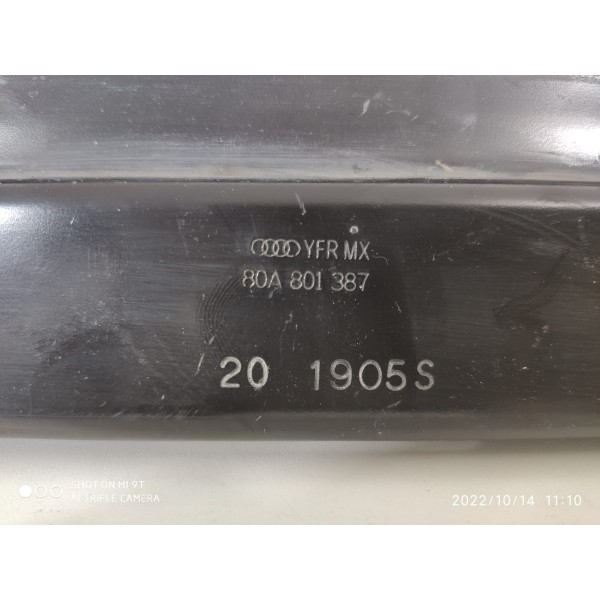 YFR MX
80A 801 387
20 1905S
SHOT ON MI 9T
AI TRIPLE CAMERA
2022/10/14 11:10